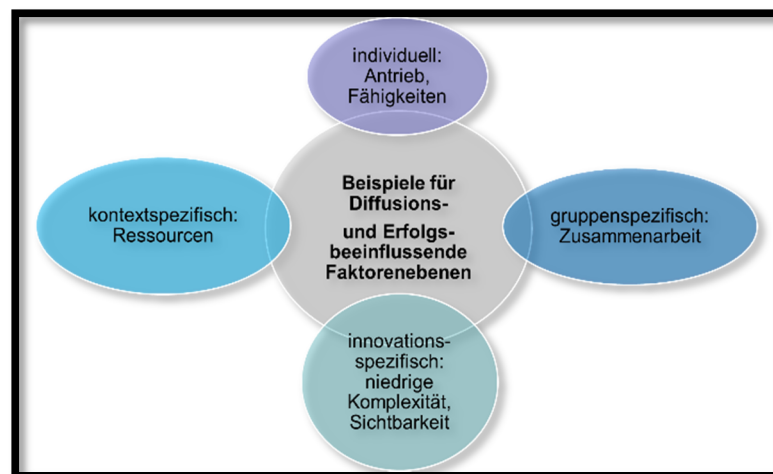 individuell:
Antrieb,
Fähigkeiten
Beispiele für
Diffusions-
und Erfolgs-
beeinflussende
Faktorenebenen
kontextspezifisch:
Ressourcen
gruppenspezifisch:
Zusammenarbeit
innovations-
spezifisch:
niedrige
Komplexität,
Sichtbarkeit